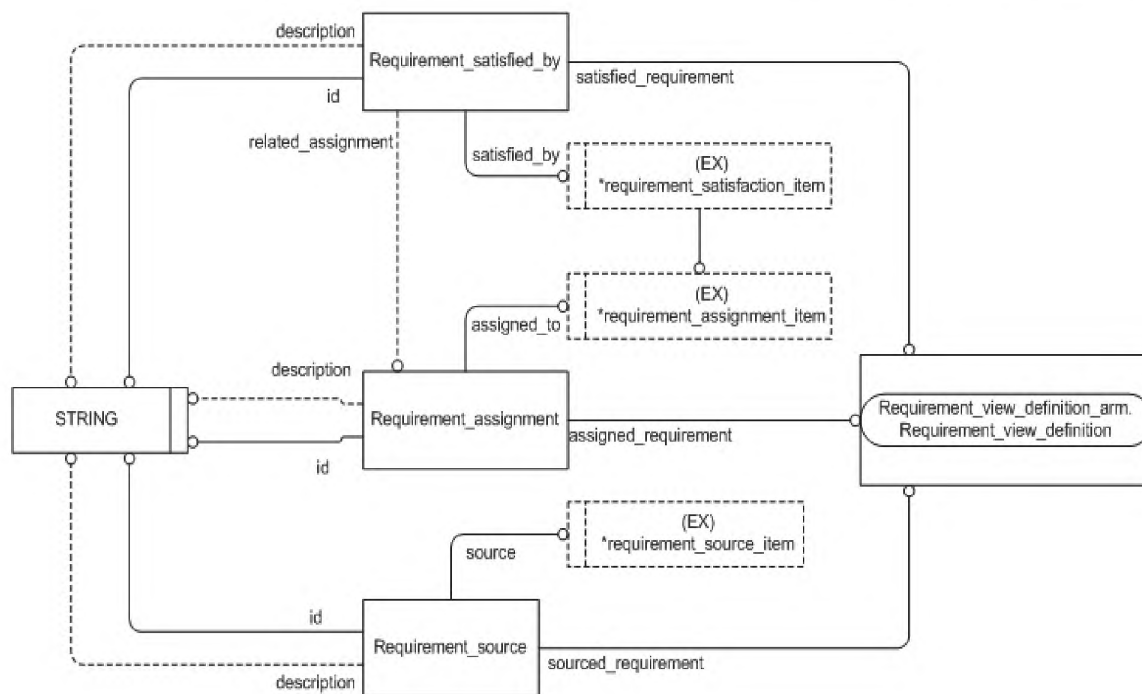 description
Requirement_satisfied_by
satisfied_requirement
id
related_assignment
satisfied_by
(EX)
*requirement_satisfaction_item
(EX)
*requirement_assignment_item
assigned_to
description
STRING
Requirement_assignment
assigned_requirement
Requirement_view_definition_arm.
Requirement_view_definition
id
(EX)
*requirement_source_item
source
id
Requirement_source
sourced_requirement
description